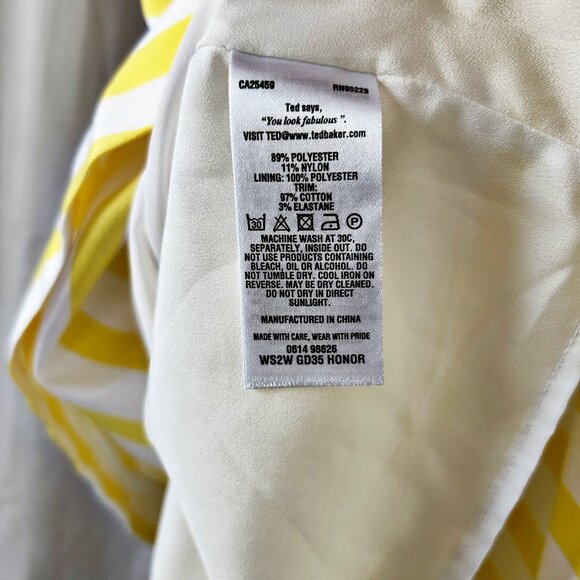 CA25459 RN95229
Ted says,
"You look fabulous".
VISIT TED@www.tedbaker.com
89% POLYESTER
11% NYLON
LINING: 100% POLYESTER
TRIM:
97% COTTON
3% ELASTANE
30 P
MACHINE WASH AT 30C,
SEPARATELY, INSIDE OUT. DO
NOT USE PRODUCTS CONTAINING
BLEACH, OIL OR ALCOHOL. DO
NOT TUMBLE DRY. COOL IRON ON
REVERSE. MAY BE DRY CLEANED.
DO NOT DRY IN DIRECT
SUNLIGHT.
MANUFACTURED IN CHINA
MADE WITH CARE, WEAR WITH PRIDE
0614 98626
WS2W GD35 HONOR